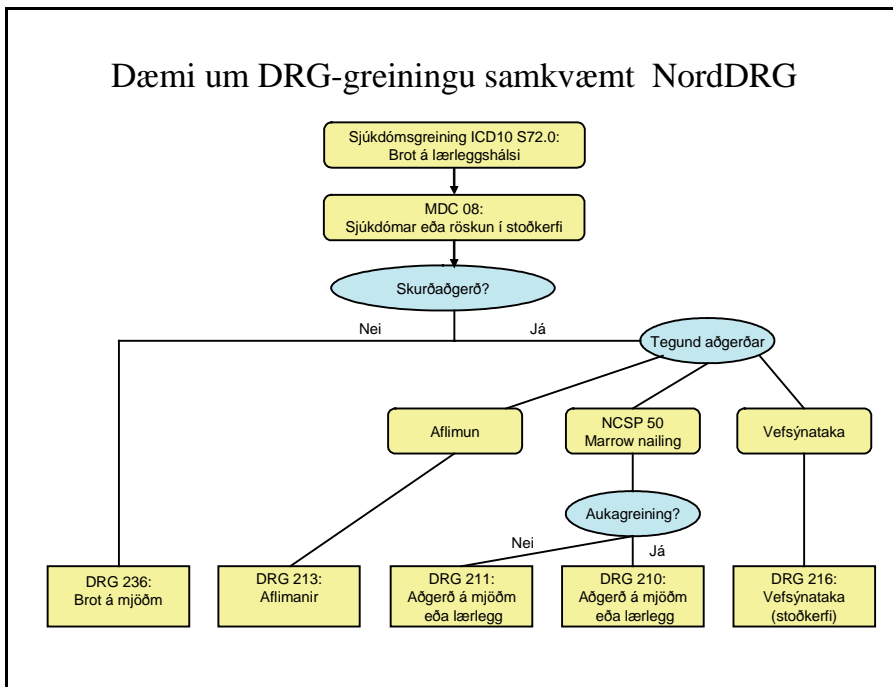 Dæmi um DRG-greiningu samkvæmt NordDRG
Sjúkdómsgreining ICD10 S72.0:
Brot á lærleggshálsi
MDC 08:
Sjúkdómar eða röskun í stoðkerfi
Skurðaðgerð?
Nei
Já
Tegund aðgerðar
Aflimun
NCSP 50
Marrow nailing
Vefsýnataka
Aukagreining?
Nei
Já
DRG 236:
Brot á mjöðm
DRG 213:
Aflimanir
DRG 211:
Aðgerð á mjöðm
eða lærlegg
DRG 210:
Aðgerð á mjöðm
eða lærlegg
DRG 216:
Vefsýnataka
(stoðkerfi)